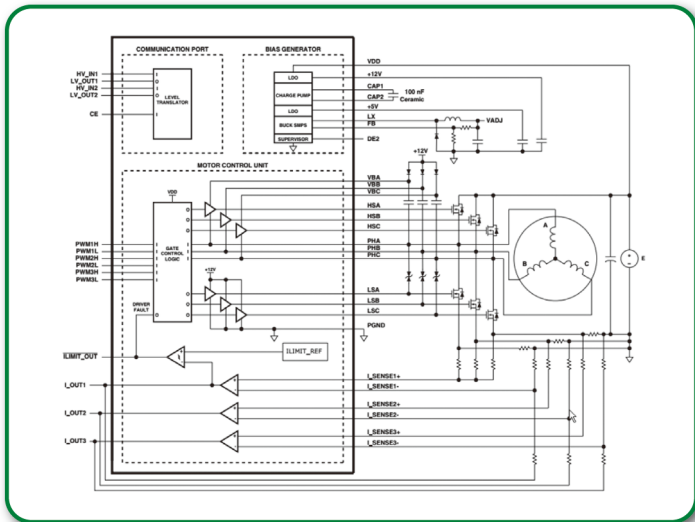 COMMUNICATION PORT
BIAS GENERATOR
HV_IN1
LV_OUT1
HV_IN2
LV_OUT2
CE
I
O
I
O
I
LEVEL
TRANSLATOR
LDO
CHARGE PUMP
LDO
BUCK SMPS
SUPERVISOR
VDD
+12V
CAP1
CAP2
100 nF
Ceramic
+5V
LX
FB
VADJ
DE2
MOTOR CONTROL UNIT
+12V
VDD
VBA
VBB
VBC
HSA
HSB
HSC
PHA
PHB
PHC
PWM1H
PWM1L
PWM2H
PWM2L
PWM3H
PWM3L
GATE
CONTROL
LOGIC
+12V
LSA
LSB
LSC
PGND
A
B
C
E
DRIVER
FAULT
ILIMIT_OUT
ILIMIT_REF
I_OUT1
I_SENSE1+
I_SENSE1-
I_OUT2
I_SENSE2+
I_SENSE2-
I_OUT3
I_SENSE3+
I_SENSE3-